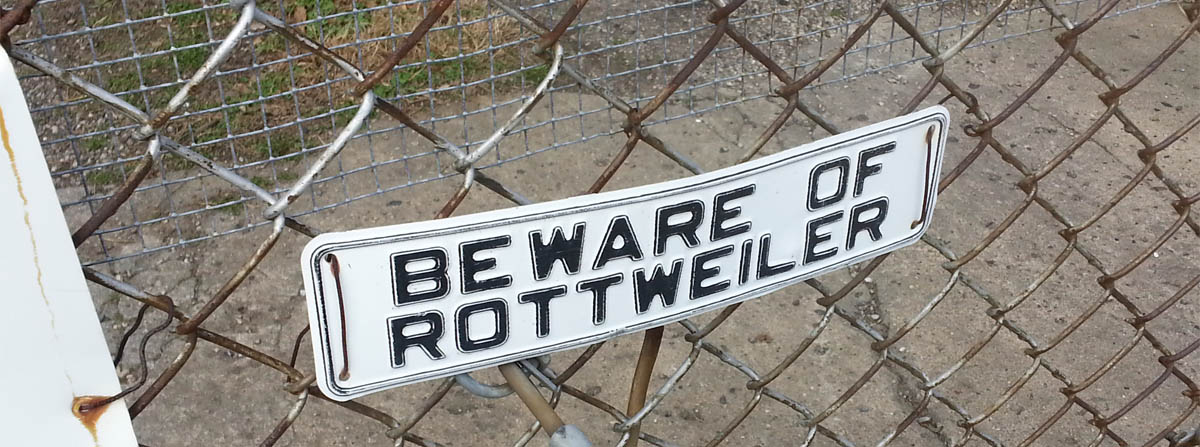 BEWARE OF
ROTTWEILER